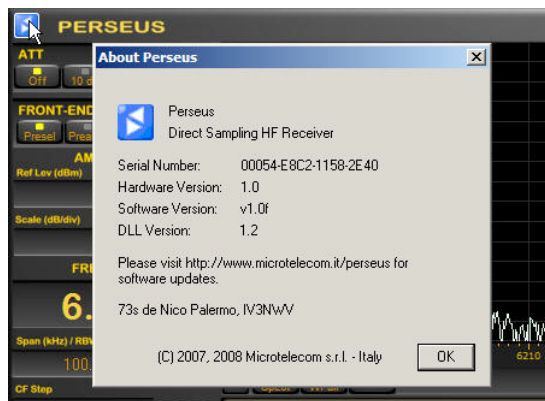 PERSEUS
ATT
Off 10 d
FRONT-END
Presel Prea
AM
Ref Lev (dBm)
Scale (dB/div)
FRE
6.
Span (kHz) / RBW
100.
CF Step
6210
About Perseus
Perseus
Direct Sampling HF Receiver
Serial Number: 00054-E8C2-1158-2E40
Hardware Version: 1.0
Software Version: v1.0f
DLL Version: 1.2
Please visit http://www.microtelecom.it/perseus for
software updates.
73s de Nico Palermo, IV3NWV
(C) 2007, 2008 Microtelecom s.r.l. - Italy
OK